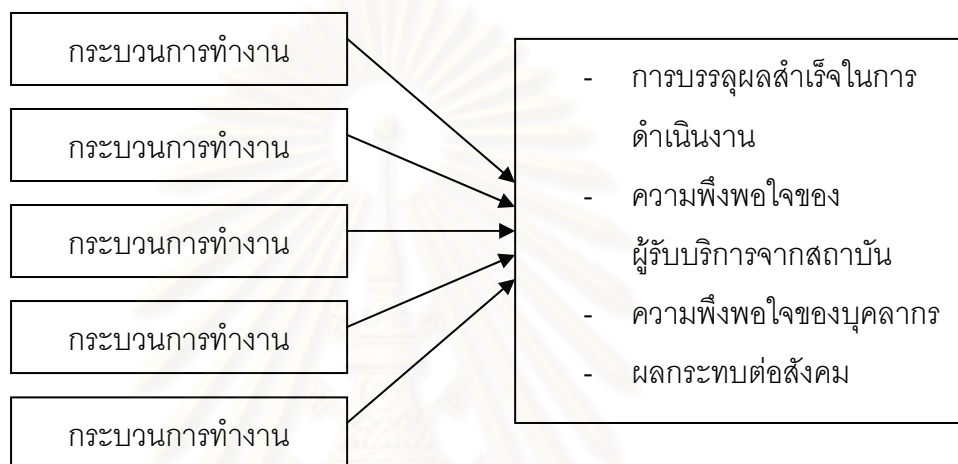 กระบวนการทำงาน
กระบวนการทำงาน
กระบวนการทำงาน
กระบวนการทำงาน
กระบวนการทำงาน
- การบรรลุผลสำเร็จในการ
ดำเนินงาน
- ความพึงพอใจของ
ผู้รับบริการจากสถาบัน
- ความพึงพอใจของบุคลากร
- ผลกระทบต่อสังคม